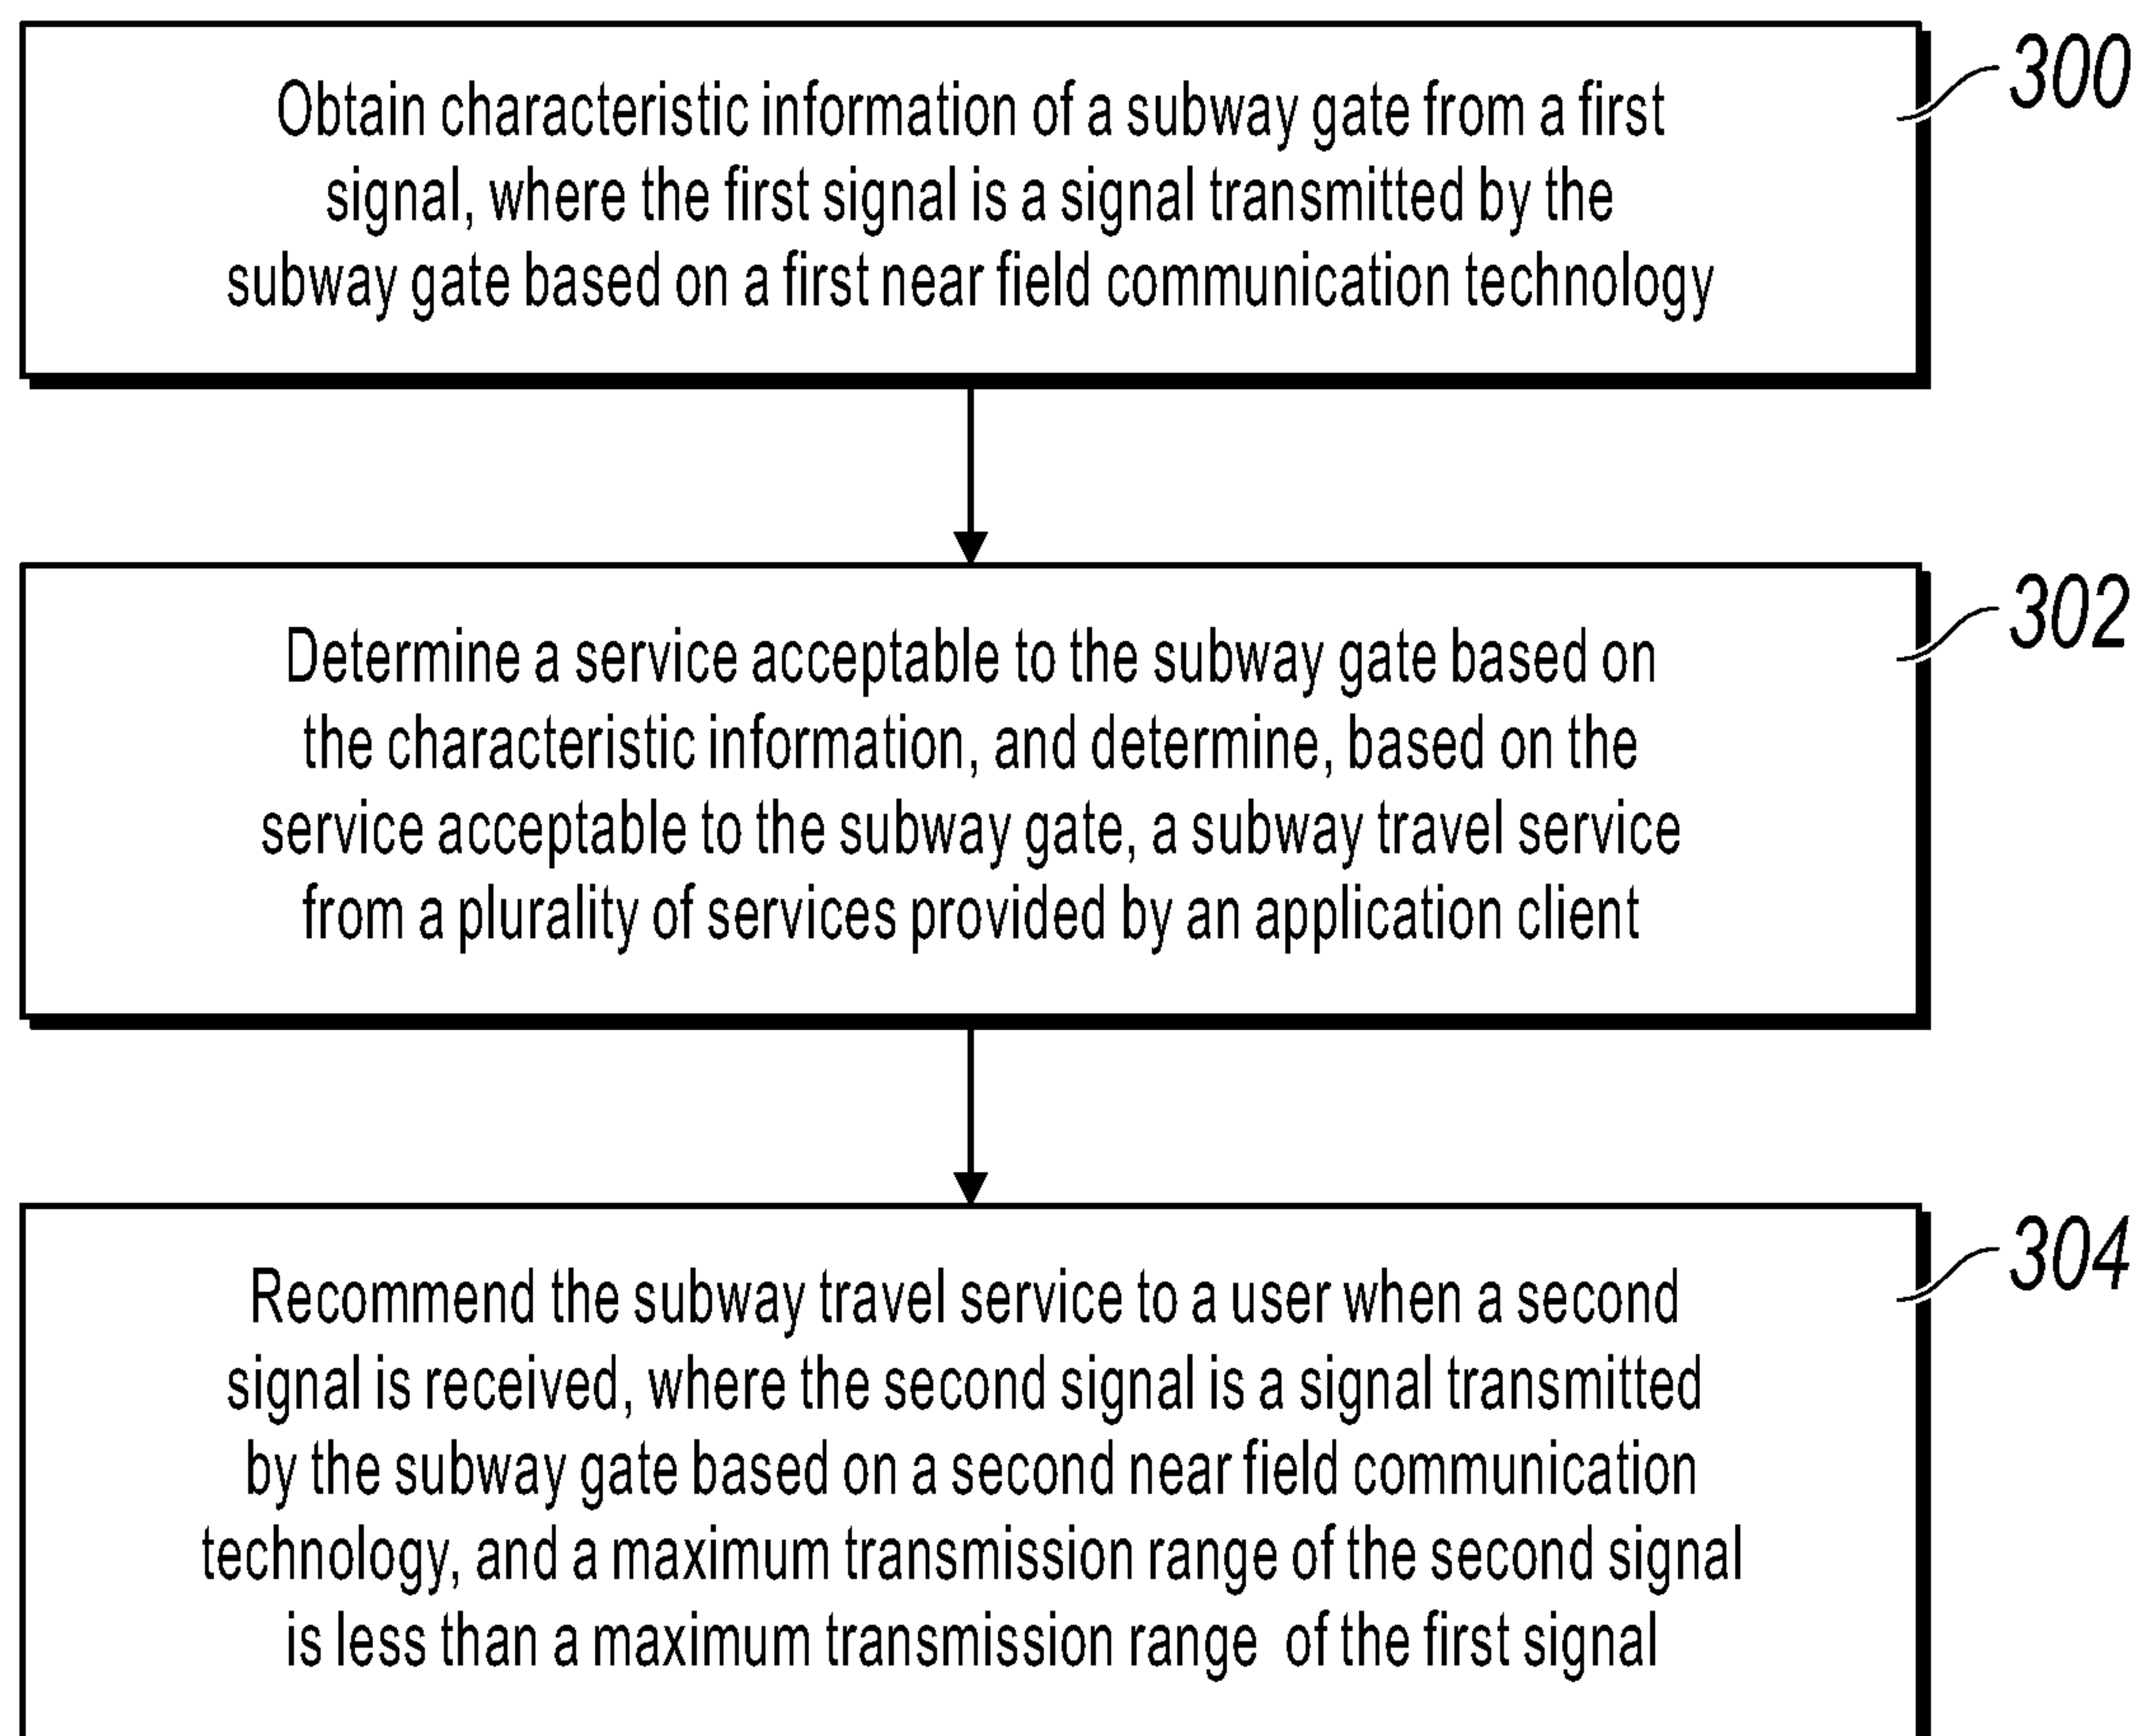 Obtain characteristic information of a subway gate from a first
signal, where the first signal is a signal transmitted by the
subway gate based on a first near field communication technology
300
Determine a service acceptable to the subway gate based on
the characteristic information, and determine, based on the
service acceptable to the subway gate, a subway travel service
from a plurality of services provided by an application client
302
Recommend the subway travel service to a user when a second
signal is received, where the second signal is a signal transmitted
by the subway gate based on a second near field communication
technology, and a maximum transmission range of the second signal
is less than a maximum transmission range of the first signal
304